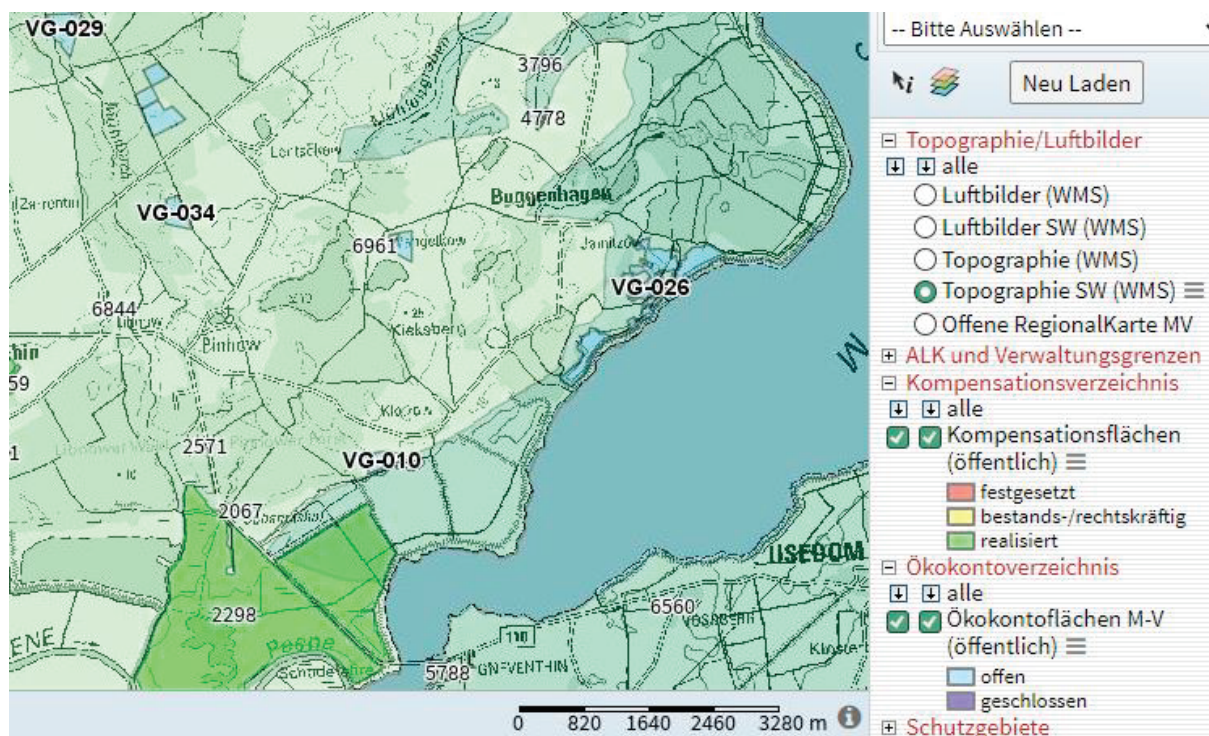 VG-029
3796
4778
Buggenhagen
VG-034
6961
VG-026
6844
Kieksberg
59
2571
VG-010
2067
2298
Peene
USEDOM
6560
110
5788
GNEVENTHIN
0 820 1640 2460 3280 m
-- Bitte Auswählen --
Neu Laden
Topographie/Luftbilder
alle
Luftbilder (WMS)
Luftbilder SW (WMS)
Topographie (WMS)
Topographie SW (WMS)
Offene RegionalKarte MV
ALK und Verwaltungsgrenzen
Kompensationsverzeichnis
alle
Kompensationsflächen
(öffentlich)
festgesetzt
bestands-/rechtskräftig
realisiert
Ökokontoverzeichnis
alle
Ökokontoflächen M-V
(öffentlich)
offen
geschlossen
Schutzgebiete